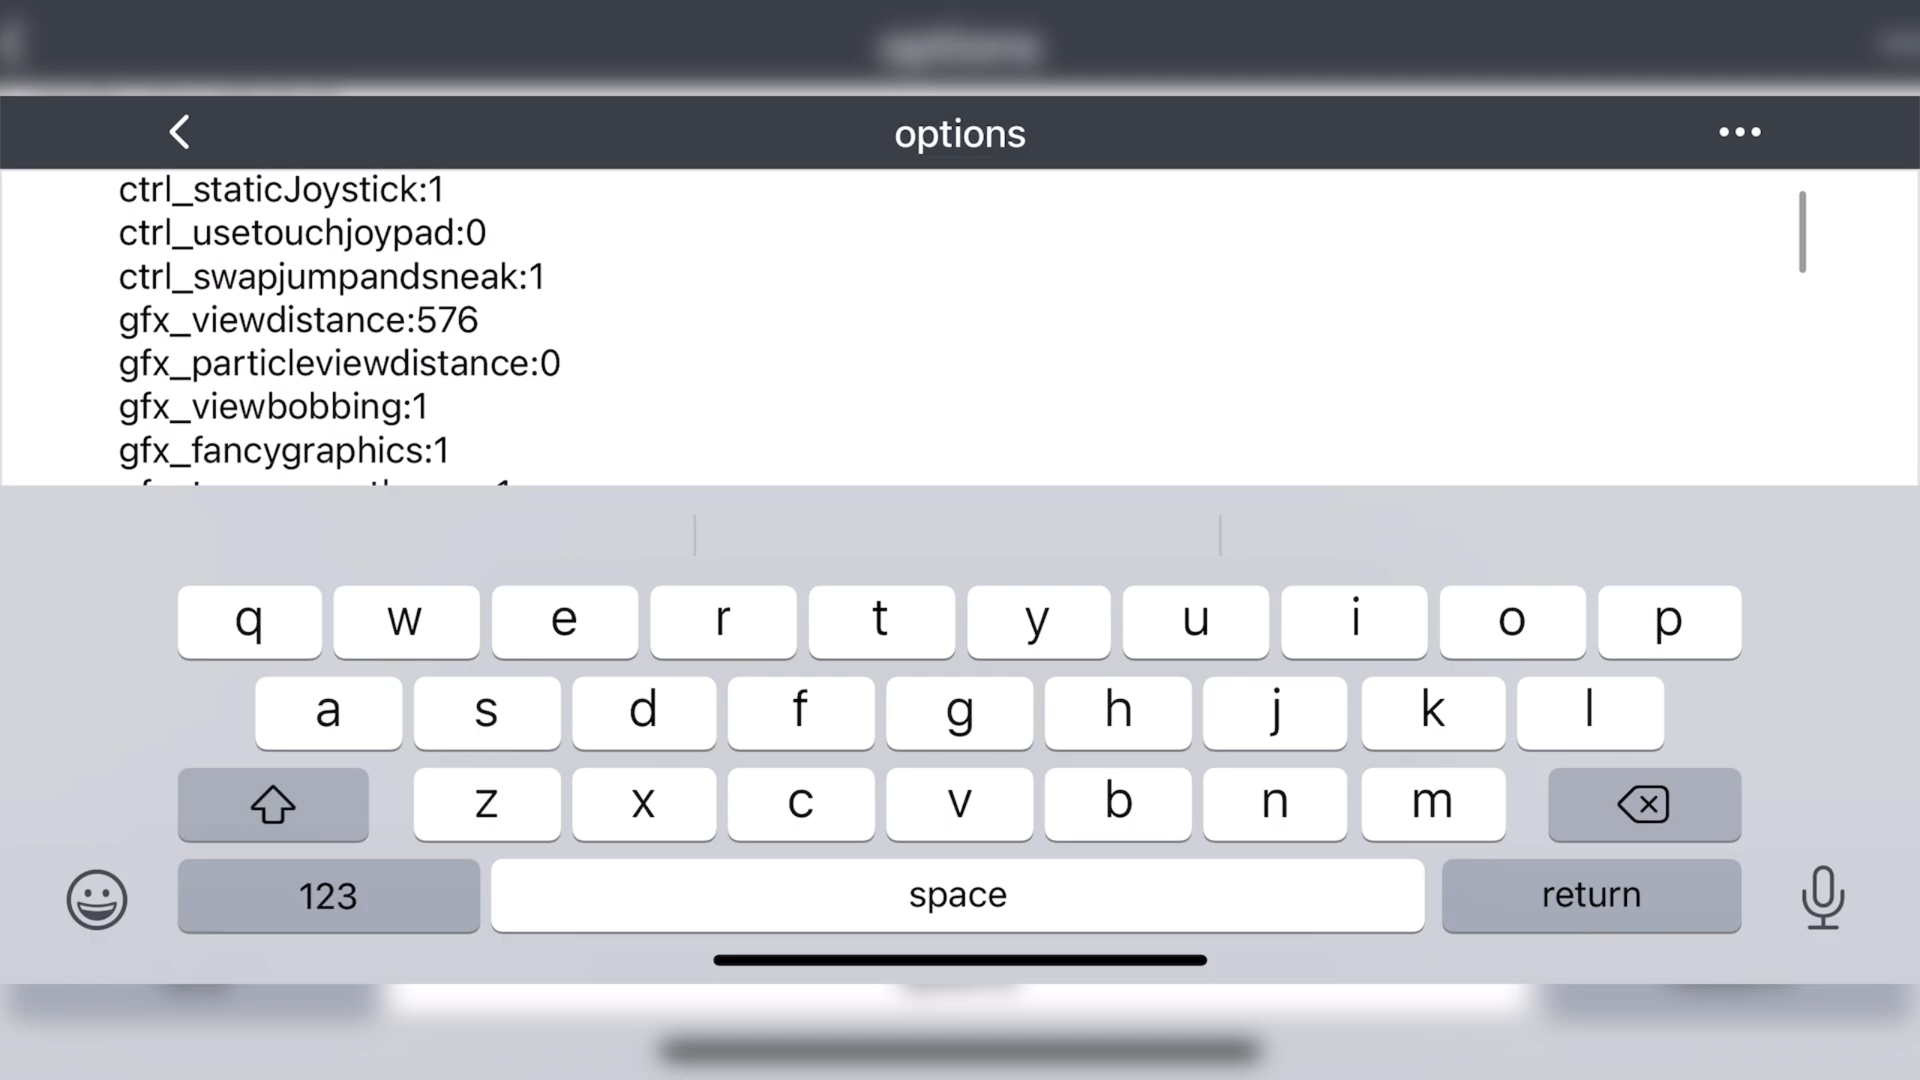 options
ctrl_staticJoystick:1
ctrl_usetouchjoypad:0
ctrl_swapjumpandsneak:1
gfx_viewdistance:576
gfx_particleviewdistance:0
gfx_viewbobbing:1
gfx_fancygraphics:1
q w e r t y u i o p
a s d f g h j k l
z x c v b n m
123 space return